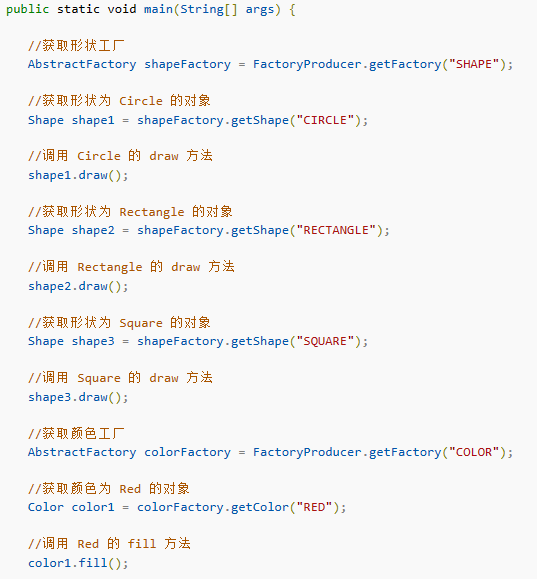 public static void main(String[] args) {
//获取形状工厂
AbstractFactory shapeFactory = FactoryProducer.getFactory("SHAPE");
//获取形状为 Circle 的对象
Shape shape1 = shapeFactory.getShape("CIRCLE");
//调用 Circle 的 draw 方法
shape1.draw();
//获取形状为 Rectangle 的对象
Shape shape2 = shapeFactory.getShape("RECTANGLE");
//调用 Rectangle 的 draw 方法
shape2.draw();
//获取形状为 Square 的对象
Shape shape3 = shapeFactory.getShape("SQUARE");
//调用 Square 的 draw 方法
shape3.draw();
//获取颜色工厂
AbstractFactory colorFactory = FactoryProducer.getFactory("COLOR");
//获取颜色为 Red 的对象
Color color1 = colorFactory.getColor("RED");
//调用 Red 的 fill 方法
color1.fill();